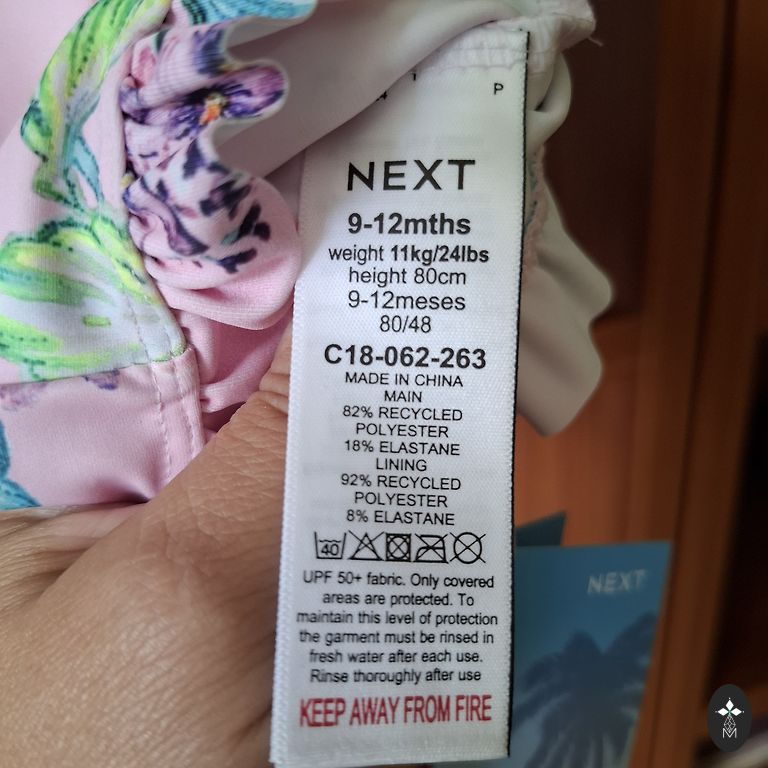 P
NEXT
9-12mths
weight 11kg/24lbs
height 80cm
9-12meses
80/48
C18-062-263
MADE IN CHINA
MAIN
82% RECYCLED
POLYESTER
18% ELASTANE
LINING
92% RECYCLED
POLYESTER
8% ELASTANE
40
UPF 50+ fabric. Only covered
areas are protected. To
maintain this level of protection
the garment must be rinsed in
fresh water after each use.
Rinse thoroughly after use
KEEP AWAY FROM FIRE
NEXT
M